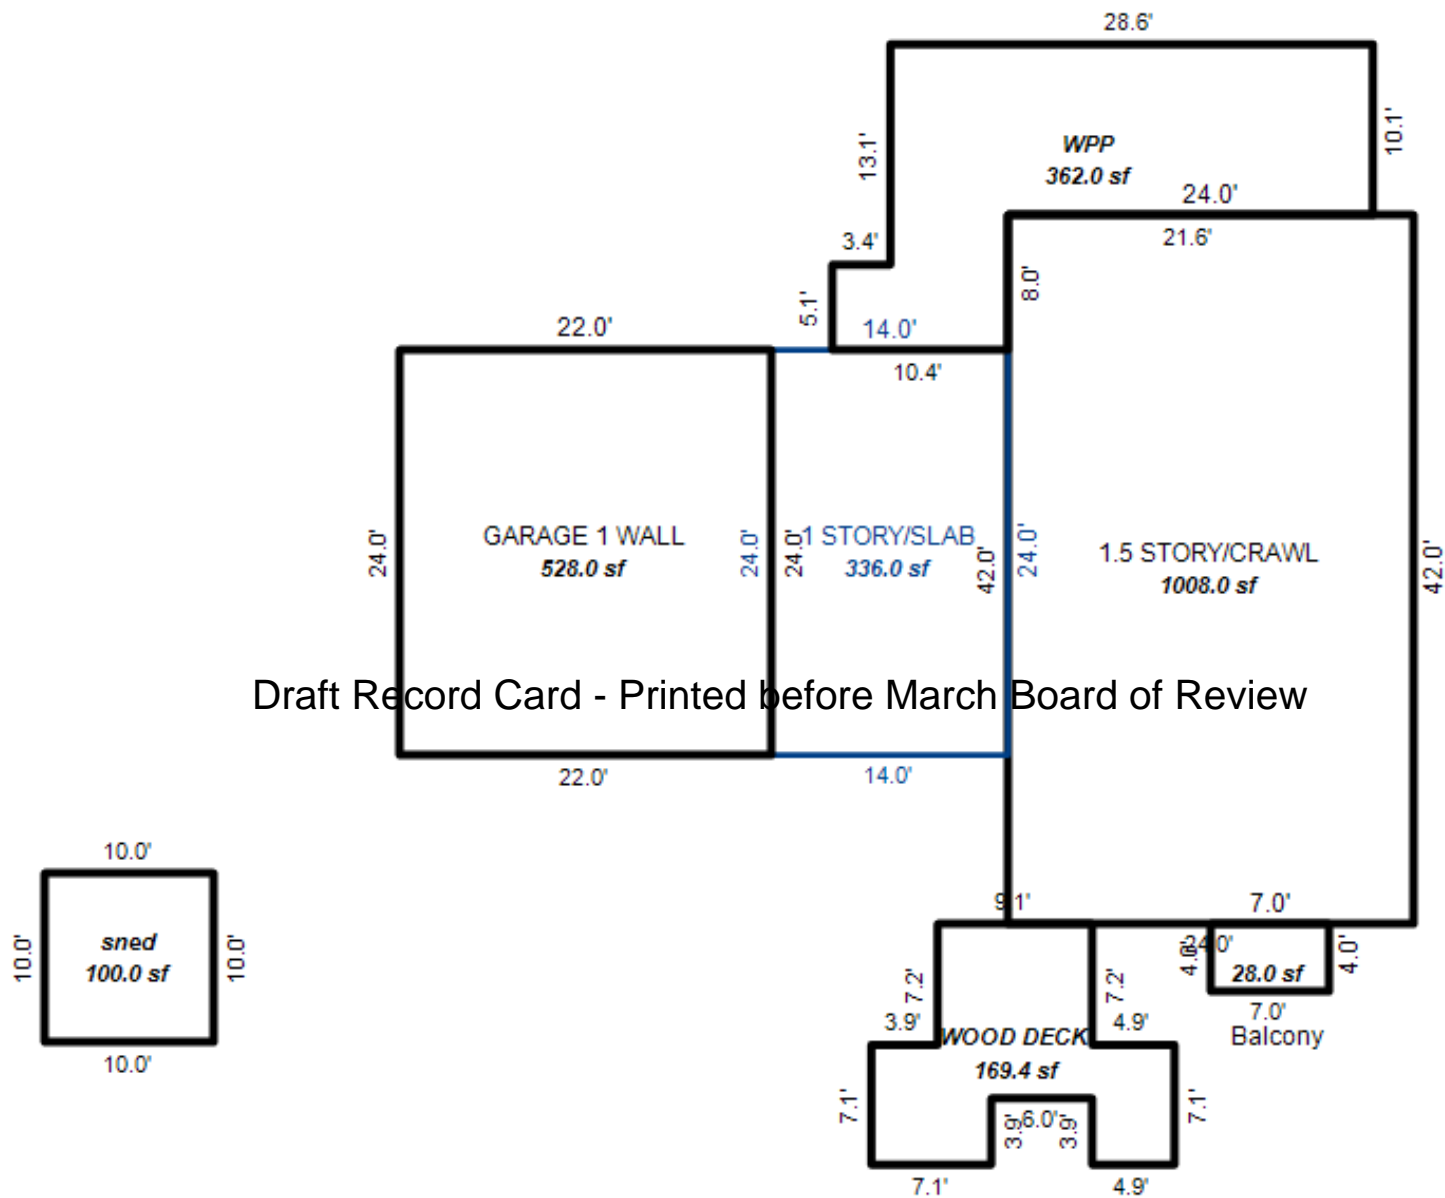 28.6'
13.1'
10.1'
WPP
362.0 sf
24.0'
21.6'
3.4'
8.0'
5.1'
22.0'
14.0'
10.4'
24.0'
GARAGE 1 WALL
528.0 sf
24.0'
24.0'
1 STORY/SLAB
336.0 sf
42.0'
24.0'
1.5 STORY/CRAWL
1008.0 sf
42.0'
Draft Record Card - Printed before March Board of Review
22.0'
14.0'
10.0'
10.0'
sned
100.0 sf
10.0'
10.0'
9.1'
7.0'
24.0'
4.0'
4.0'
28.0 sf
7.0'
Balcony
7.2'
7.2'
3.9'
4.9'
WOOD DECK
169.4 sf
7.1'
7.1'
3.9'
6.0'
3.9'
7.1'
4.9'